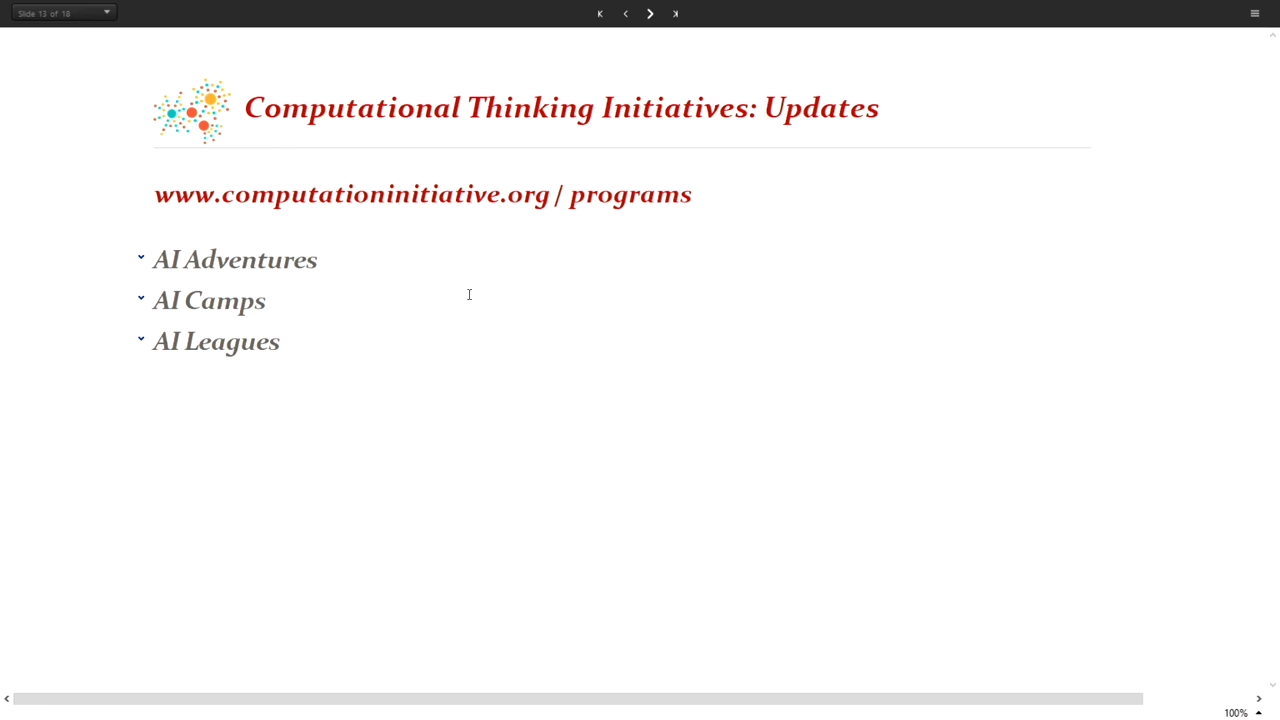 Slide 13 of 18
Computational Thinking Initiatives: Updates
www.computationinitiative.org/ programs
AI Adventures
AI Camps
AI Leagues
100%